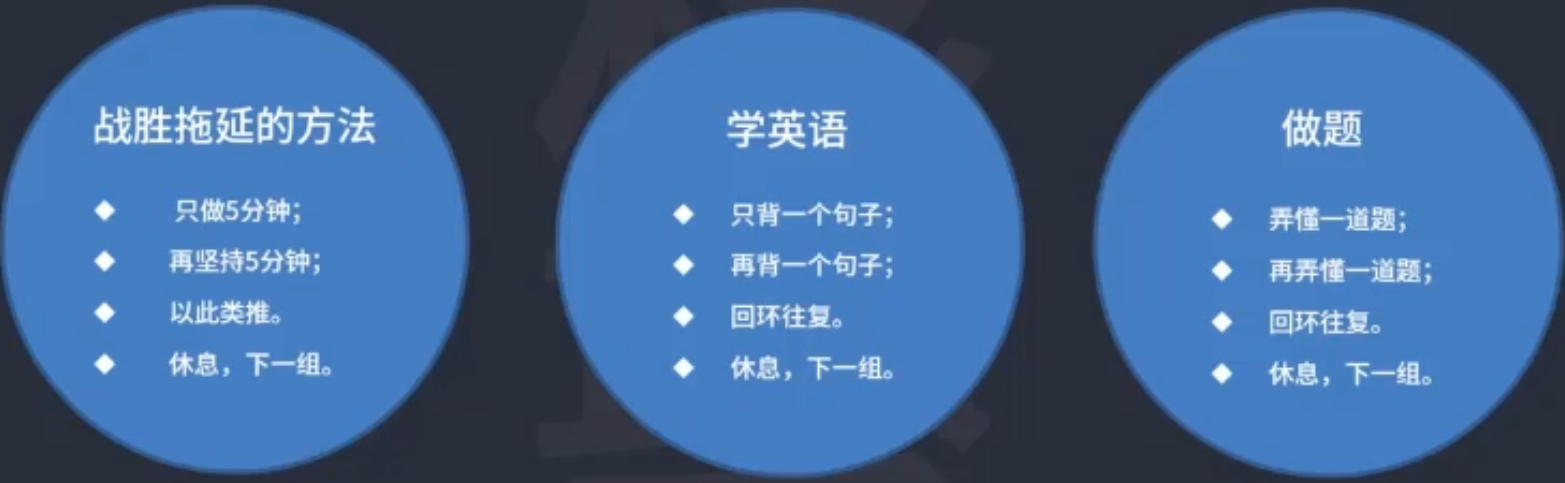 战胜拖延的方法
只做5分钟；
再坚持5分钟；
以此类推。
休息，下一组。
学英语
只背一个句子；
再背一个句子；
回环往复。
休息，下一组。
做题
弄懂一道题；
再弄懂一道题；
回环往复。
休息，下一组。